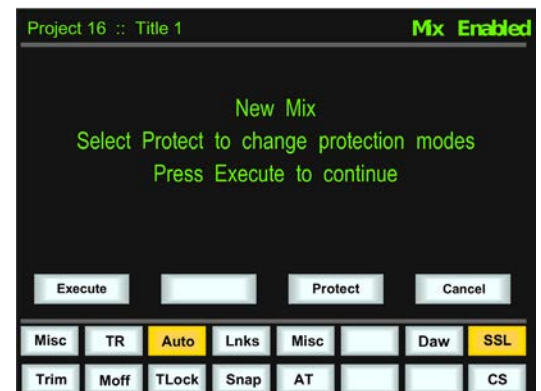 Project 16 :: Title 1 Mix Enabled
New Mix
Select Protect to change protection modes
Press Execute to continue
Execute Protect Cancel
Misc TR Auto Lnks Misc Daw SSL
Trim Moff TLock Snap AT CS